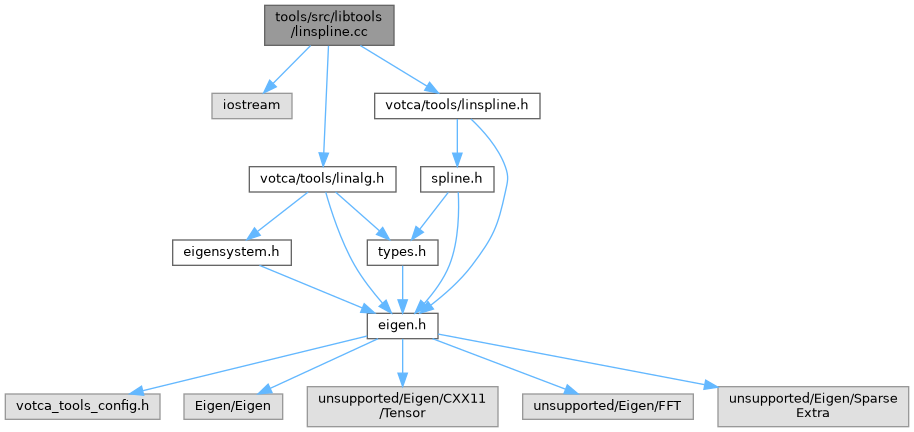 tools/src/libtools
/linspline.cc
iostream
votca/tools/linspline.h
votca/tools/linalg.h
spline.h
eigensystem.h
types.h
eigen.h
votca_tools_config.h
Eigen/Eigen
unsupported/Eigen/CXX11
/Tensor
unsupported/Eigen/FFT
unsupported/Eigen/Sparse
Extra